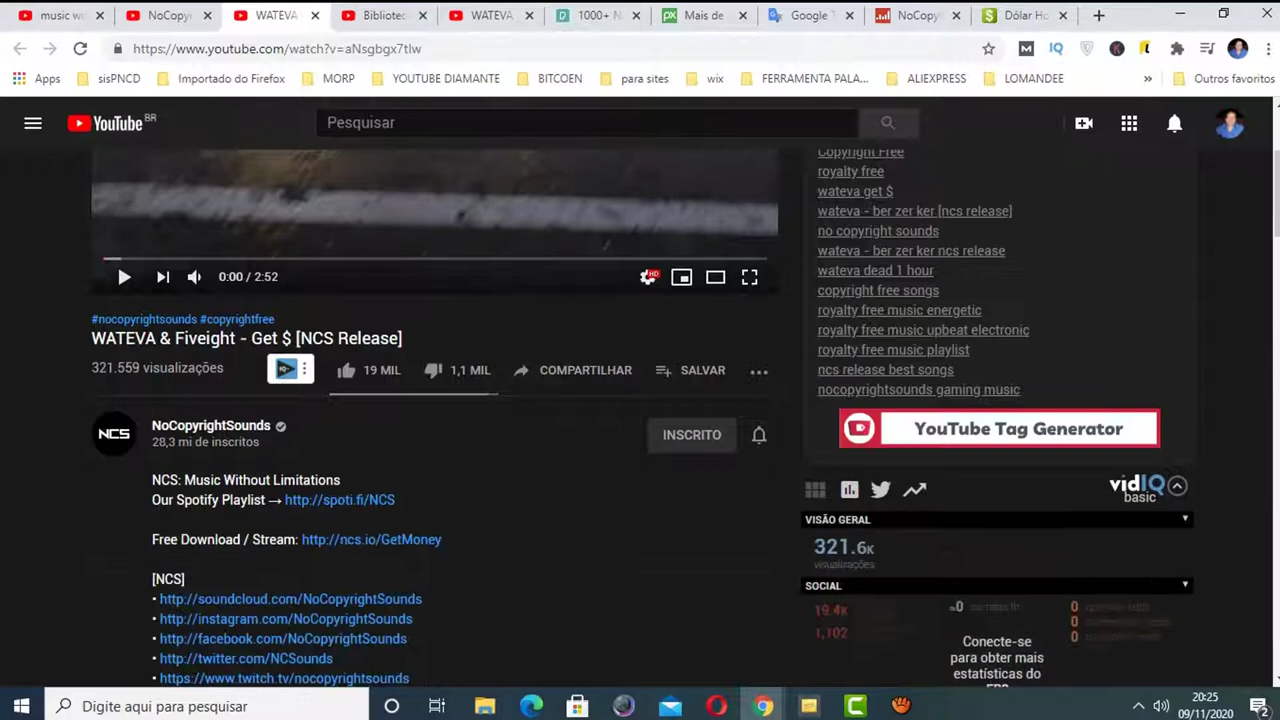 music w
NoCopy
WATEV
Bibliotec
WATEVA
1000+ N
Mais de
Google T
NoCopy
Dólar Ho
https://www.youtube.com/watch?v=aNsgbgx7tIw
Apps
sisPNCD
Importado do Firefox
MORP
YOUTUBE DIAMANTE
BITCOEN
para sites
wix
FERRAMENTA PALA...
ALIEXPRESS
LOMANDEE
»
Outros favoritos
YouTube BR
Pesquisar
Copyright Free
royalty free
wateva get $
wateva - ber zer ker [ncs release]
no copyright sounds
wateva - ber zer ker ncs release
wateva dead 1 hour
copyright free songs
royalty free music energetic
royalty free music upbeat electronic
royalty free music playlist
ncs release best songs
nocopyrightsounds gaming music
YouTube Tag Generator
0:00 / 2:52
HD
#nocopyrightsounds #copyrightfree
WATEVA & Fiveight - Get $ [NCS Release]
321.559 visualizações
19 MIL
1,1 MIL
COMPARTILHAR
SALVAR
NCS
NoCopyrightSounds
28,3 mi de inscritos
INSCRITO
NCS: Music Without Limitations
Our Spotify Playlist → http://spoti.fi/NCS
Free Download / Stream: http://ncs.io/GetMoney
[NCS]
• http://soundcloud.com/NoCopyrightSounds
• http://instagram.com/NoCopyrightSounds
• http://facebook.com/NoCopyrightSounds
• http://twitter.com/NCSounds
• https://www.twitch.tv/nocopyrightsounds
vidIQ
basic
VISÃO GERAL
321.6K
visualizações
SOCIAL
19.4k
1,102
0
0
0
0
Conecte-se
para obter mais
estatísticas do
Digite aqui para pesquisar
20:25
09/11/2020
2